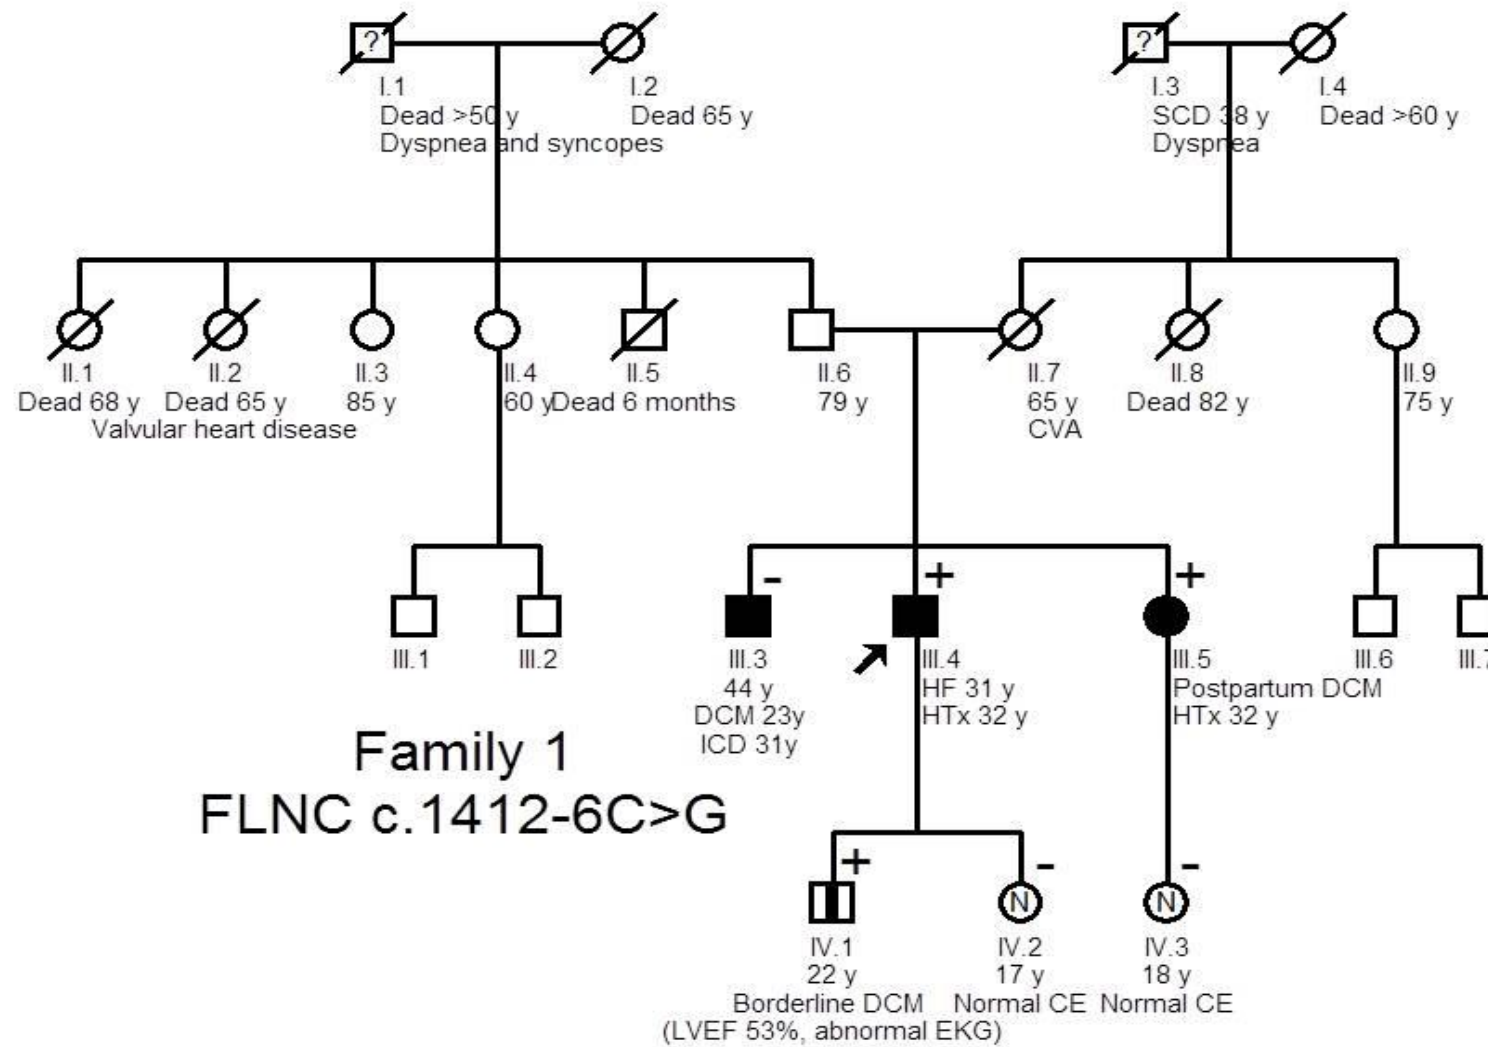 ?
I.1
Dead >50 y
Dyspnea and syncopes
I.2
Dead 65 y
?
I.3
SCD 38 y
Dyspnea
I.4
Dead >60 y
II.1
Dead 68 y
II.2
Dead 65 y
Valvular heart disease
II.3
85 y
II.4
60 y
II.5
Dead 6 months
II.6
79 y
II.7
65 y
CVA
II.8
Dead 82 y
II.9
75 y
III.1
III.2
-
III.3
44 y
DCM 23y
ICD 31y
+
III.4
HF 31 y
HTx 32 y
+
III.5
Postpartum DCM
HTx 32 y
III.6
III.7
Family 1
FLNC c.1412-6C>G
+
IV.1
22 y
Borderline DCM
(LVEF 53%, abnormal EKG)
-
N
IV.2
17 y
Normal CE
-
N
IV.3
18 y
Normal CE